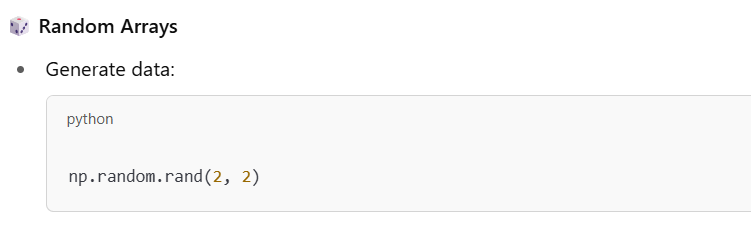 🎲 Random Arrays
• Generate data:
python
np.random.rand(2, 2)